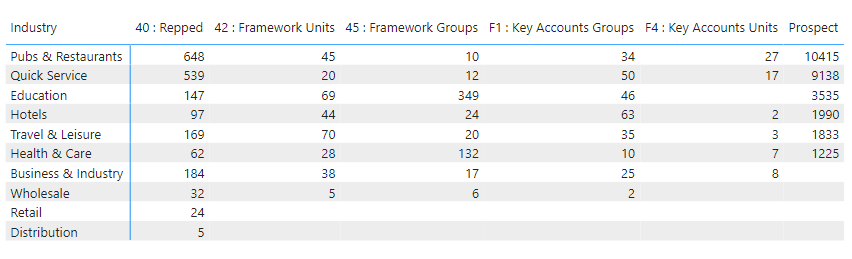 Industry 40 : Repped 42 : Framework Units 45 : Framework Groups F1 : Key Accounts Groups F4 : Key Accounts Units Prospect
Pubs & Restaurants 648 45 10 34 27 10415
Quick Service 539 20 12 50 17 9138
Education 147 69 349 46 3535
Hotels 97 44 24 63 2 1990
Travel & Leisure 169 70 20 35 3 1833
Health & Care 62 28 132 10 7 1225
Business & Industry 184 38 17 25 8
Wholesale 32 5 6 2
Retail 24
Distribution 5